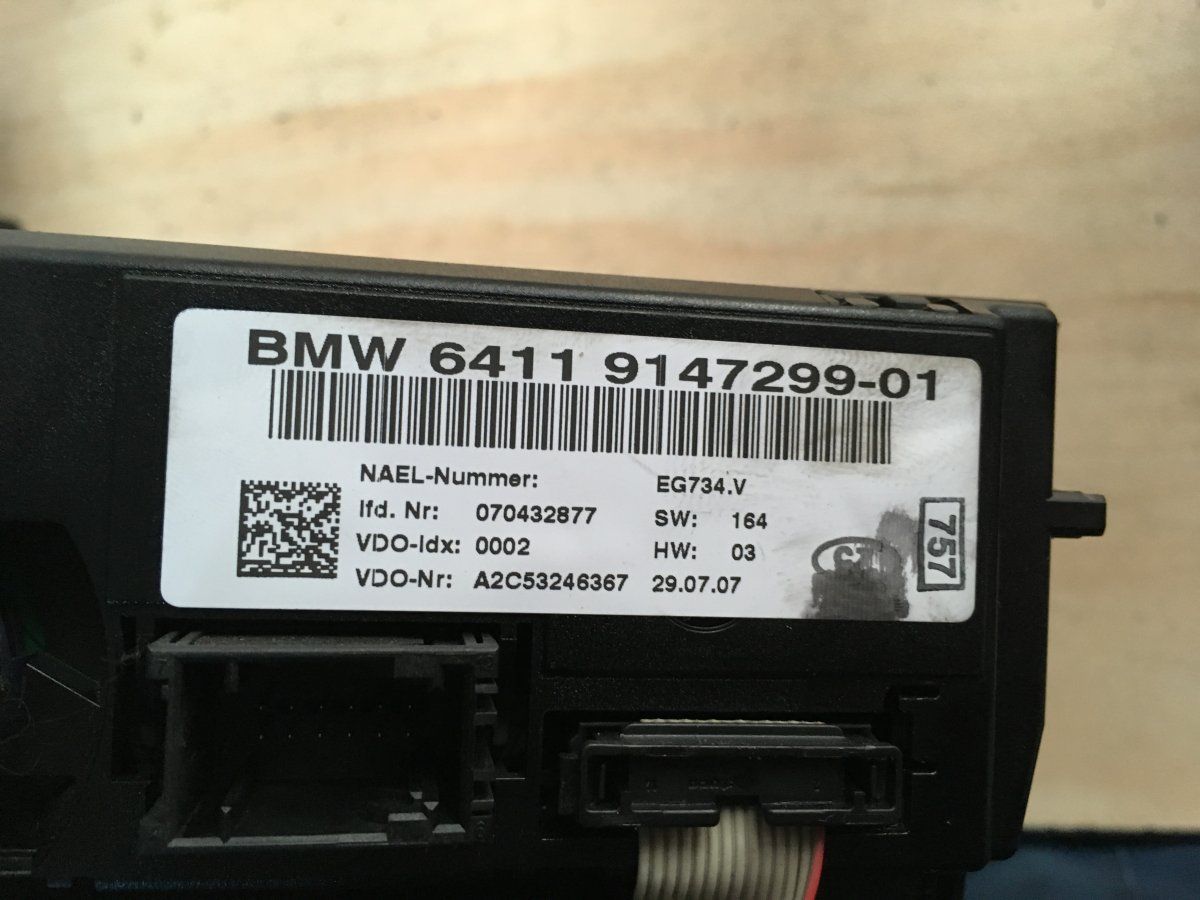 BMW 6411 9147299-01
NAEL-Nummer: EG734.V
lfd. Nr: 070432877 SW: 164
VDO-Idx: 0002 HW: 03
VDO-Nr: A2C53246367 29.07.07
757